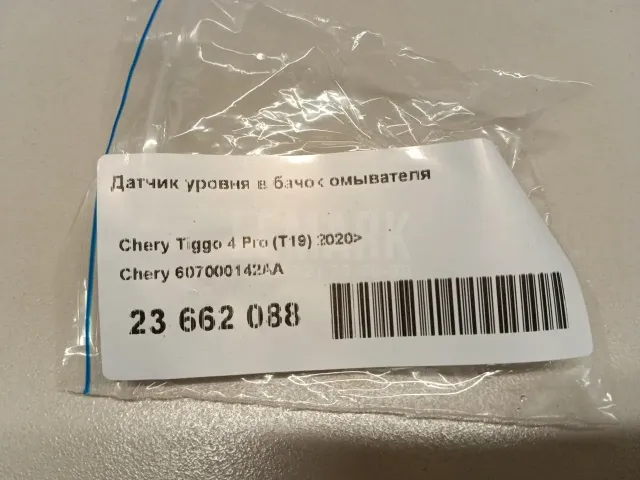 Датчик уровня в бачок омывателя
Chery Tiggo 4 Pro (T19) 2020>
Chery 607000142AA
23 662 088